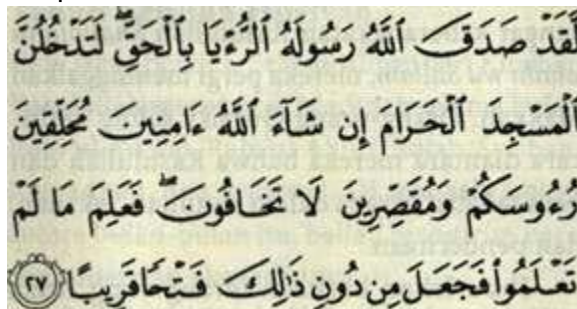 لَّقَدْ صَدَقَ ٱللَّهُ رَسُولَهُ ٱلرُّءْيَا بِٱلْحَقِّ ۖ لَتَدْخُلُنَّ
ٱلْمَسْجِدَ ٱلْحَرَامَ إِن شَآءَ ٱللَّهُ ءَامِنِينَ مُحَلِّقِينَ
رُءُوسَكُمْ وَمُقَصِّرِينَ لَا تَخَافُونَ ۖ فَعَلِمَ مَا لَمْ
تَعْلَمُوا۟ فَجَعَلَ مِن دُونِ ذَٰلِكَ فَتْحًا قَرِيبًا ﴿٢٧﴾